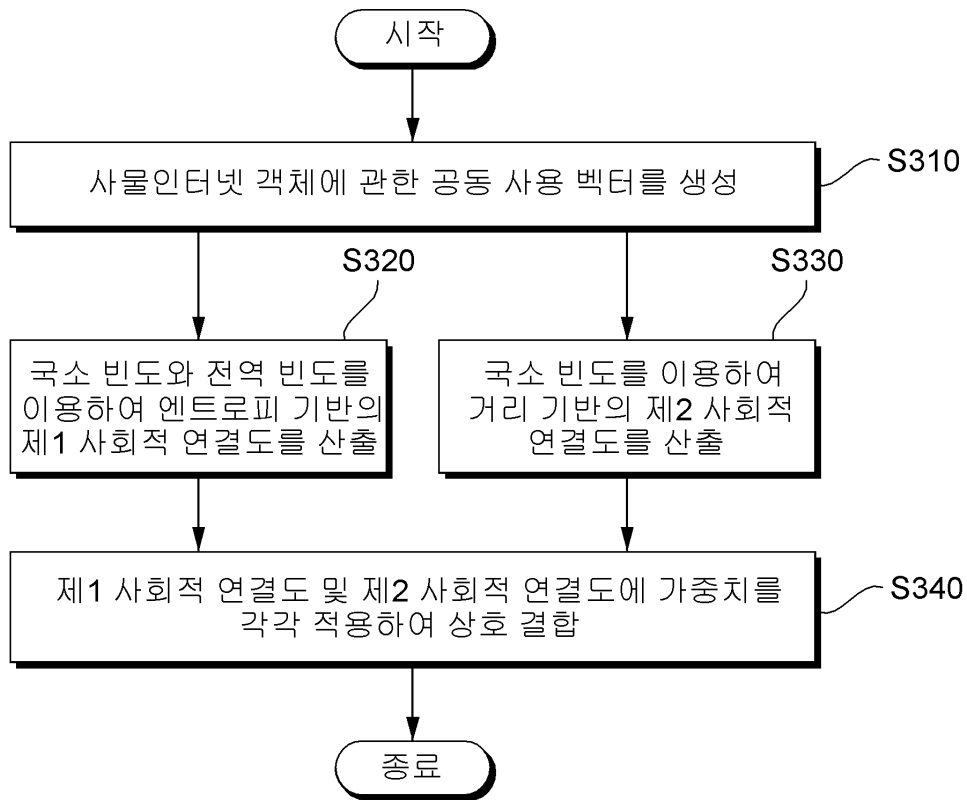 시작
사물인터넷 객체에 관한 공동 사용 벡터를 생성
S310
S320
S330
국소 빈도와 전역 빈도를
이용하여 엔트로피 기반의
제1 사회적 연결도를 산출
국소 빈도를 이용하여
거리 기반의 제2 사회적
연결도를 산출
제1 사회적 연결도 및 제2 사회적 연결도에 가중치를
각각 적용하여 상호 결합
S340
종료